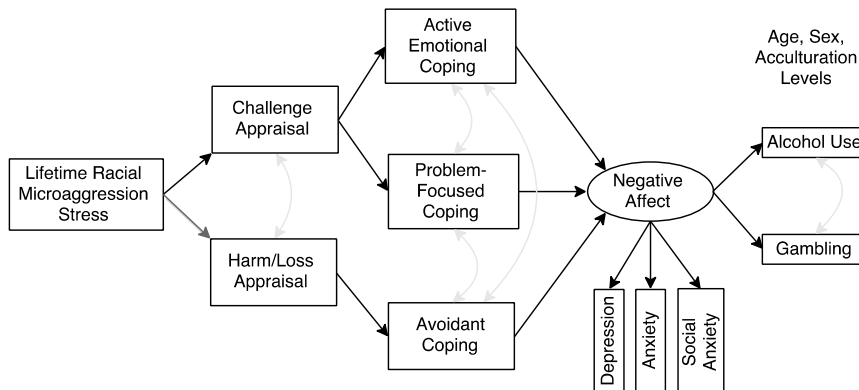 Lifetime Racial
Microaggression
Stress
Challenge
Appraisal
Harm/Loss
Appraisal
Active
Emotional
Coping
Problem-
Focused
Coping
Avoidant
Coping
Negative
Affect
Depression
Anxiety
Social
Anxiety
Age, Sex,
Acculturation
Levels
Alcohol Use
Gambling